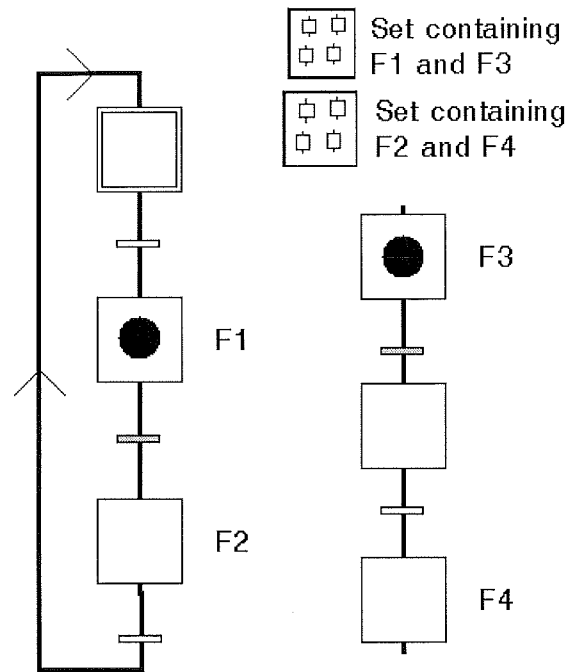 Set containing
F1 and F3
Set containing
F2 and F4
F3
F1
F2
F4